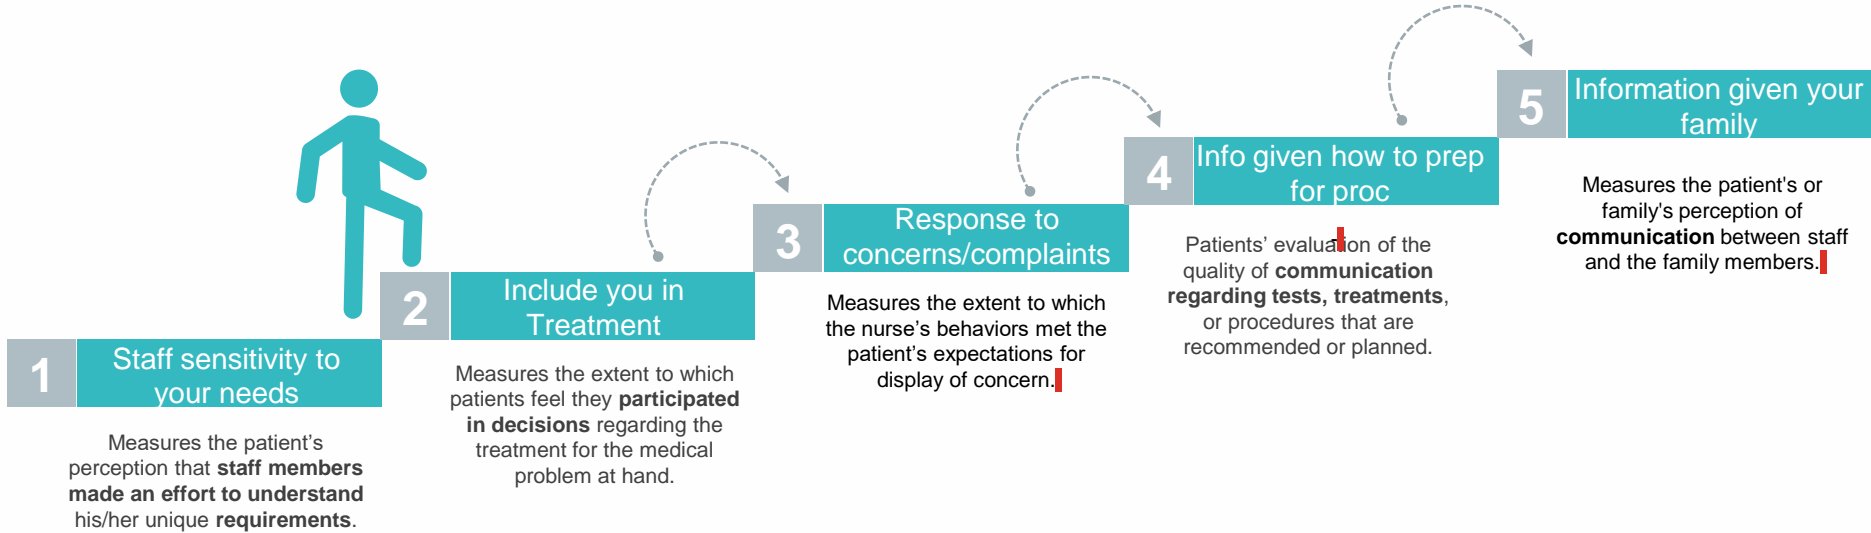 1
Staff sensitivity to
your needs
Measures the patient's
perception that staff members
made an effort to understand
his/her unique requirements.
2
Include you in
Treatment
Measures the extent to which
patients feel they participated
in decisions regarding the
treatment for the medical
problem at hand.
3
Response to
concerns/complaints
Measures the extent to which
the nurse’s behaviors met the
patient’s expectations for
display of concern.
4
Info given how to prep
for proc
Patients’ evaluation of the
quality of communication
regarding tests, treatments,
or procedures that are
recommended or planned.
5
Information given your
family
Measures the patient's or
family's perception of
communication between staff
and the family members.